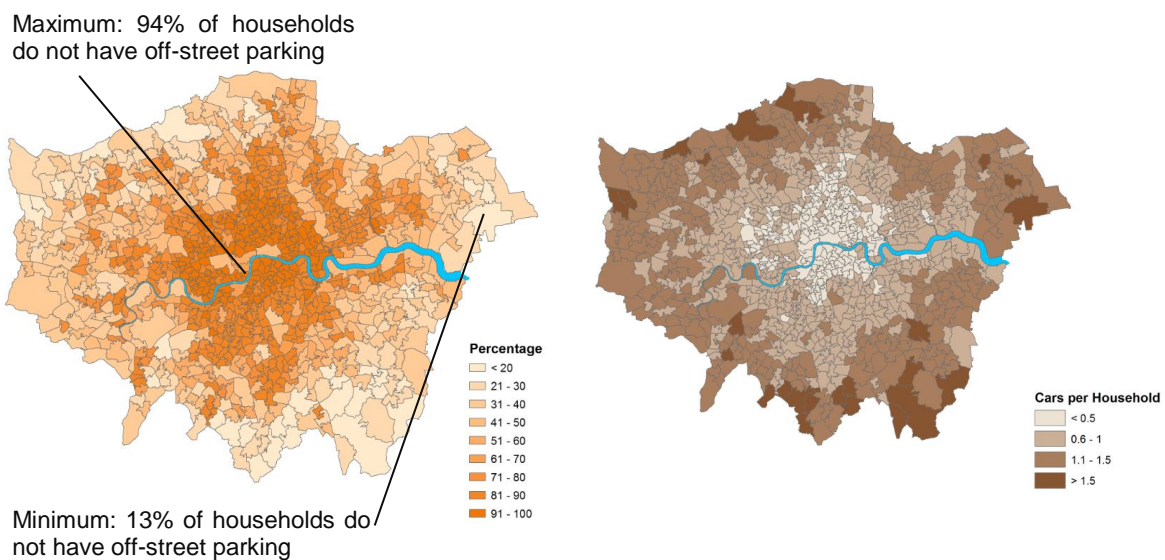 Maximum: 94% of households
do not have off-street parking
Percentage
< 20
21 - 30
31 - 40
41 - 50
51 - 60
61 - 70
71 - 80
81 - 90
91 - 100
Minimum: 13% of households do
not have off-street parking
Cars per Household
< 0.5
0.6 - 1
1.1 - 1.5
> 1.5